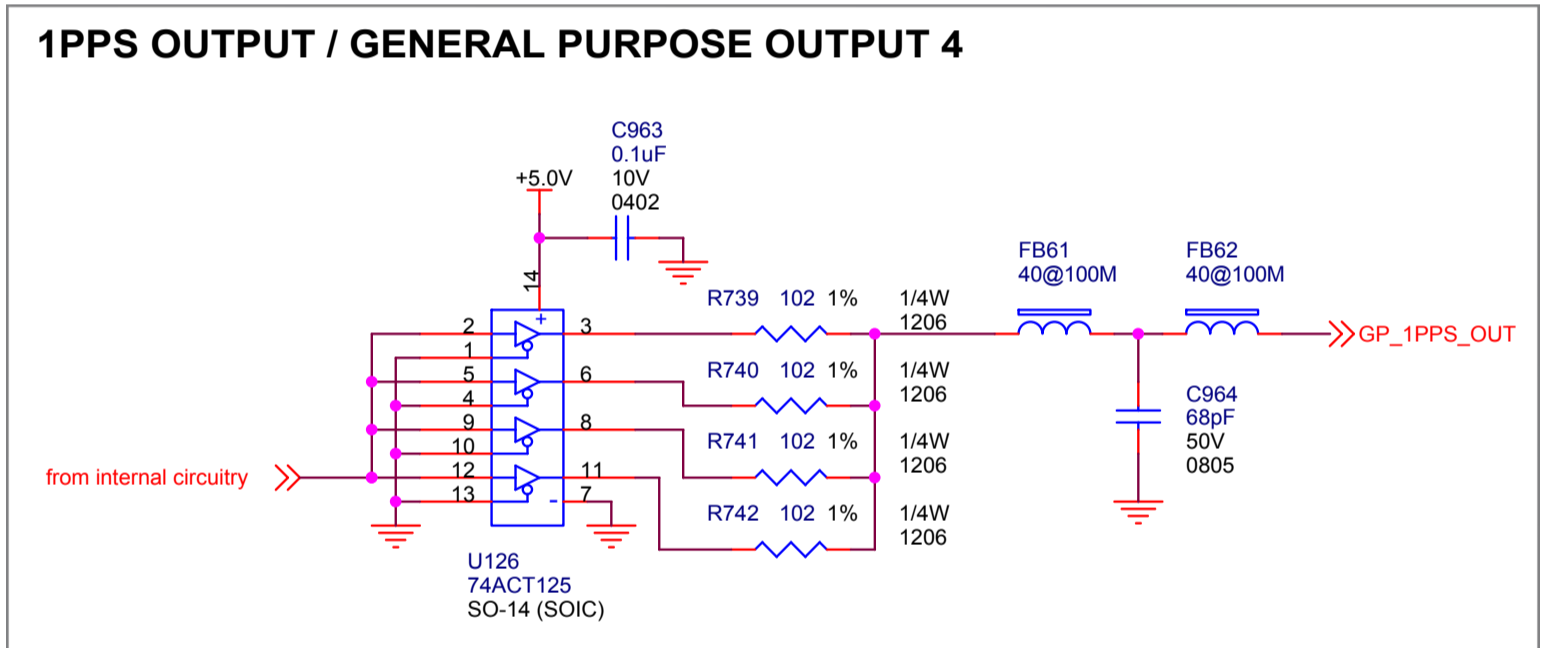 1PPS OUTPUT / GENERAL PURPOSE OUTPUT 4
C963
0.1uF
10V
0402
+5.0V
14
+
2
3
1
5
6
4
9
8
10
12
11
13
7
-
R739 102 1% 1/4W
1206
R740 102 1% 1/4W
1206
R741 102 1% 1/4W
1206
R742 102 1% 1/4W
1206
FB61
40@100M
FB62
40@100M
GP_1PPS_OUT
C964
68pF
50V
0805
from internal circuitry
U126
74ACT125
SO-14 (SOIC)